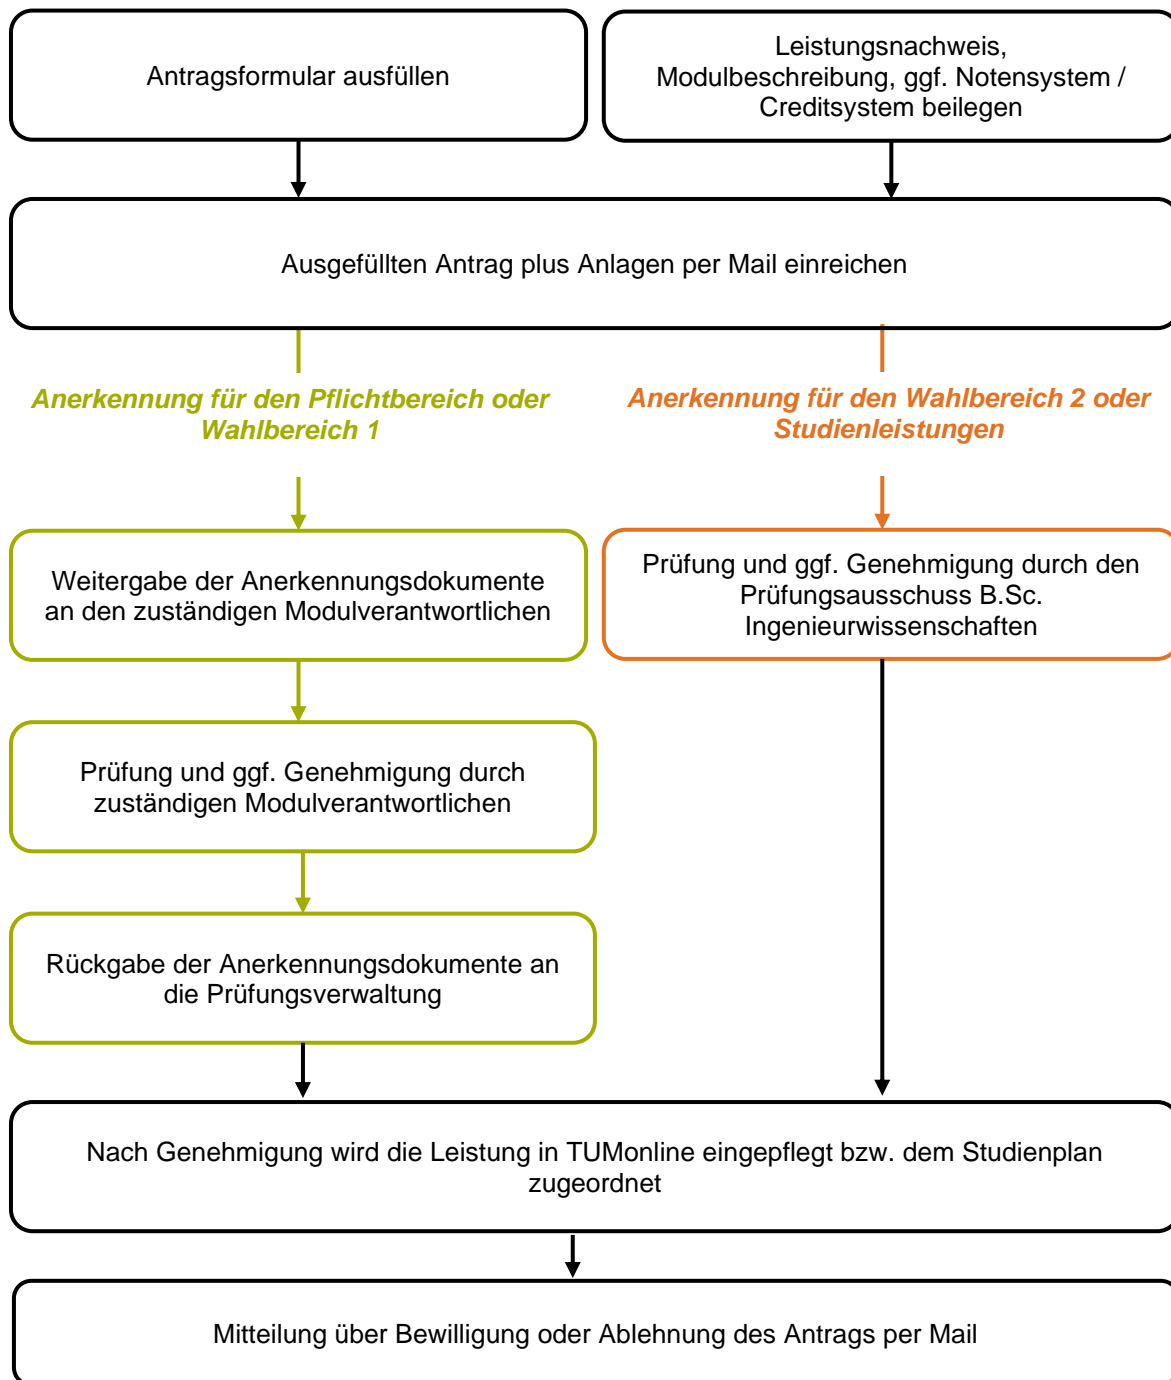 Antragsformular ausfüllen
Leistungsnachweis,
Modulbeschreibung, ggf. Notensystem /
Creditsystem beilegen
Ausgefüllten Antrag plus Anlagen per Mail einreichen
Anerkennung für den Pflichtbereich oder
Wahlbereich 1
Anerkennung für den Wahlbereich 2 oder
Studienleistungen
Weitergabe der Anerkennungsdokumente
an den zuständigen Modulverantwortlichen
Prüfung und ggf. Genehmigung durch den
Prüfungsausschuss B.Sc.
Ingenieurwissenschaften
Prüfung und ggf. Genehmigung durch
zuständigen Modulverantwortlichen
Rückgabe der Anerkennungsdokumente an
die Prüfungsverwaltung
Nach Genehmigung wird die Leistung in TUMonline eingepflegt bzw. dem Studienplan
zugeordnet
Mitteilung über Bewilligung oder Ablehnung des Antrags per Mail